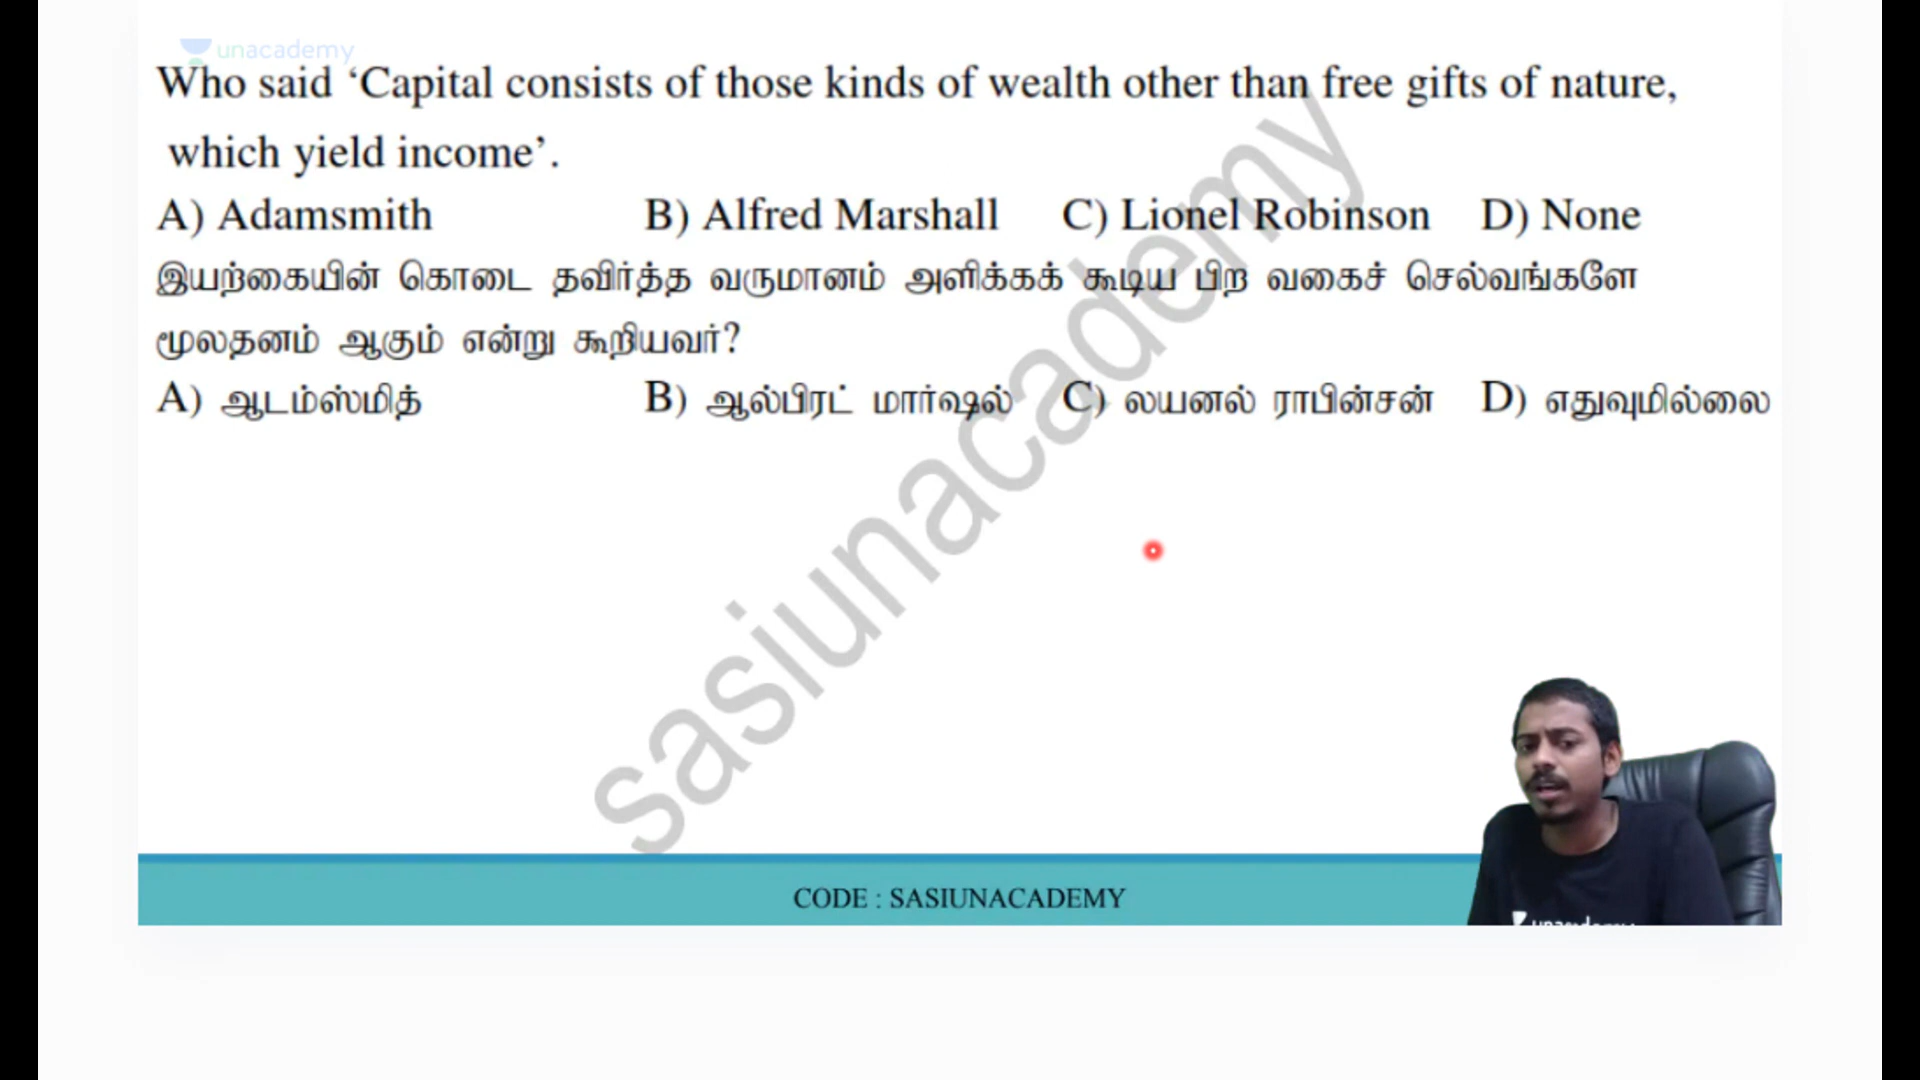 unacademy
Who said ‘Capital consists of those kinds of wealth other than free gifts of nature,
which yield income’.
A) Adamsmith B) Alfred Marshall C) Lionel Robinson D) None
இயற்கையின் கொடை தவிர்த்த வருமானம் அளிக்கக் கூடிய பிற வகைச் செல்வங்களே
மூலதனம் ஆகும் என்று கூறியவர்?
A) ஆடம்ஸ்மித் B) ஆல்பிரட் மார்ஷல் C) லயனல் ராபின்சன் D) எதுவுமில்லை
sasiunacademy
CODE : SASIUNACADEMY
unacademy